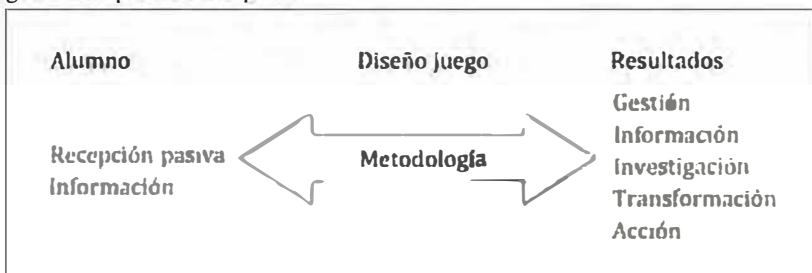 Alumno
Diseño juego
Resultados
Recepción pasiva
Información
Metodología
Gestión
Información
Investigación
Transformación
Acción